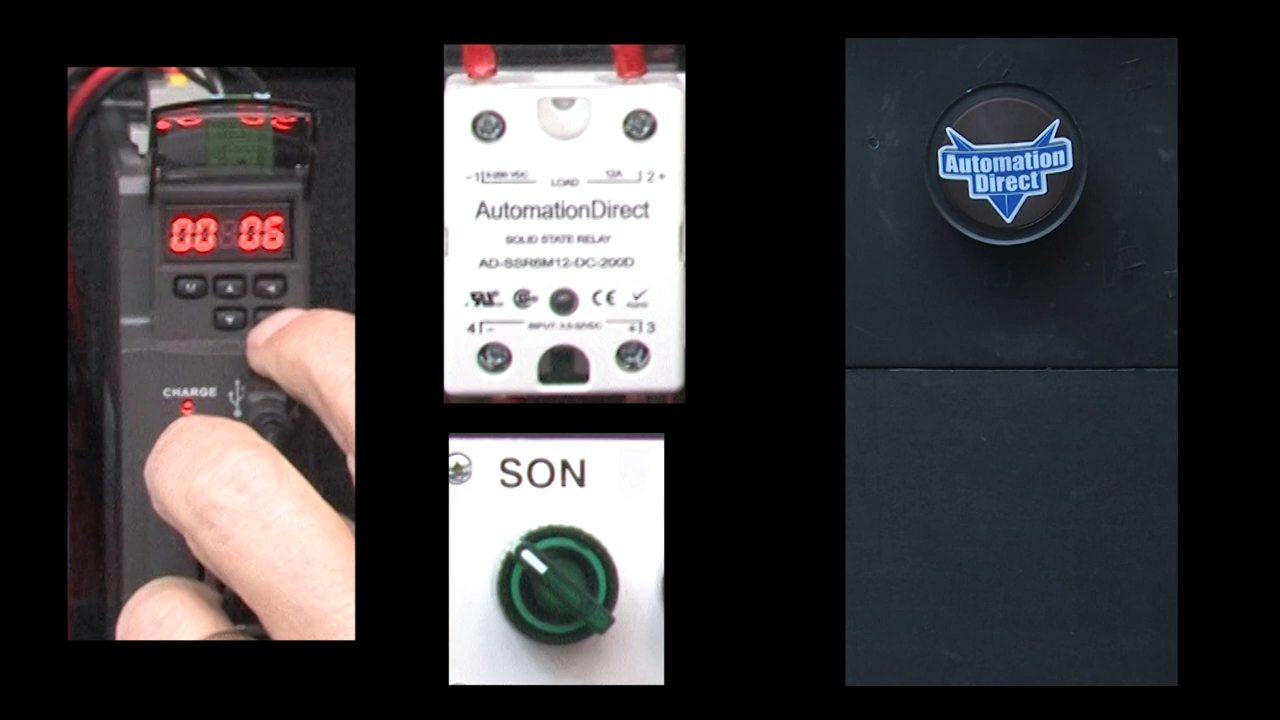 00 06
M
CHARGE
1 LOAD 12A 2 +
AutomationDirect
SOLID STATE RELAY
AD-SSR6M12-DC-200D
CE
4 - + 3
SON
Automation
Direct